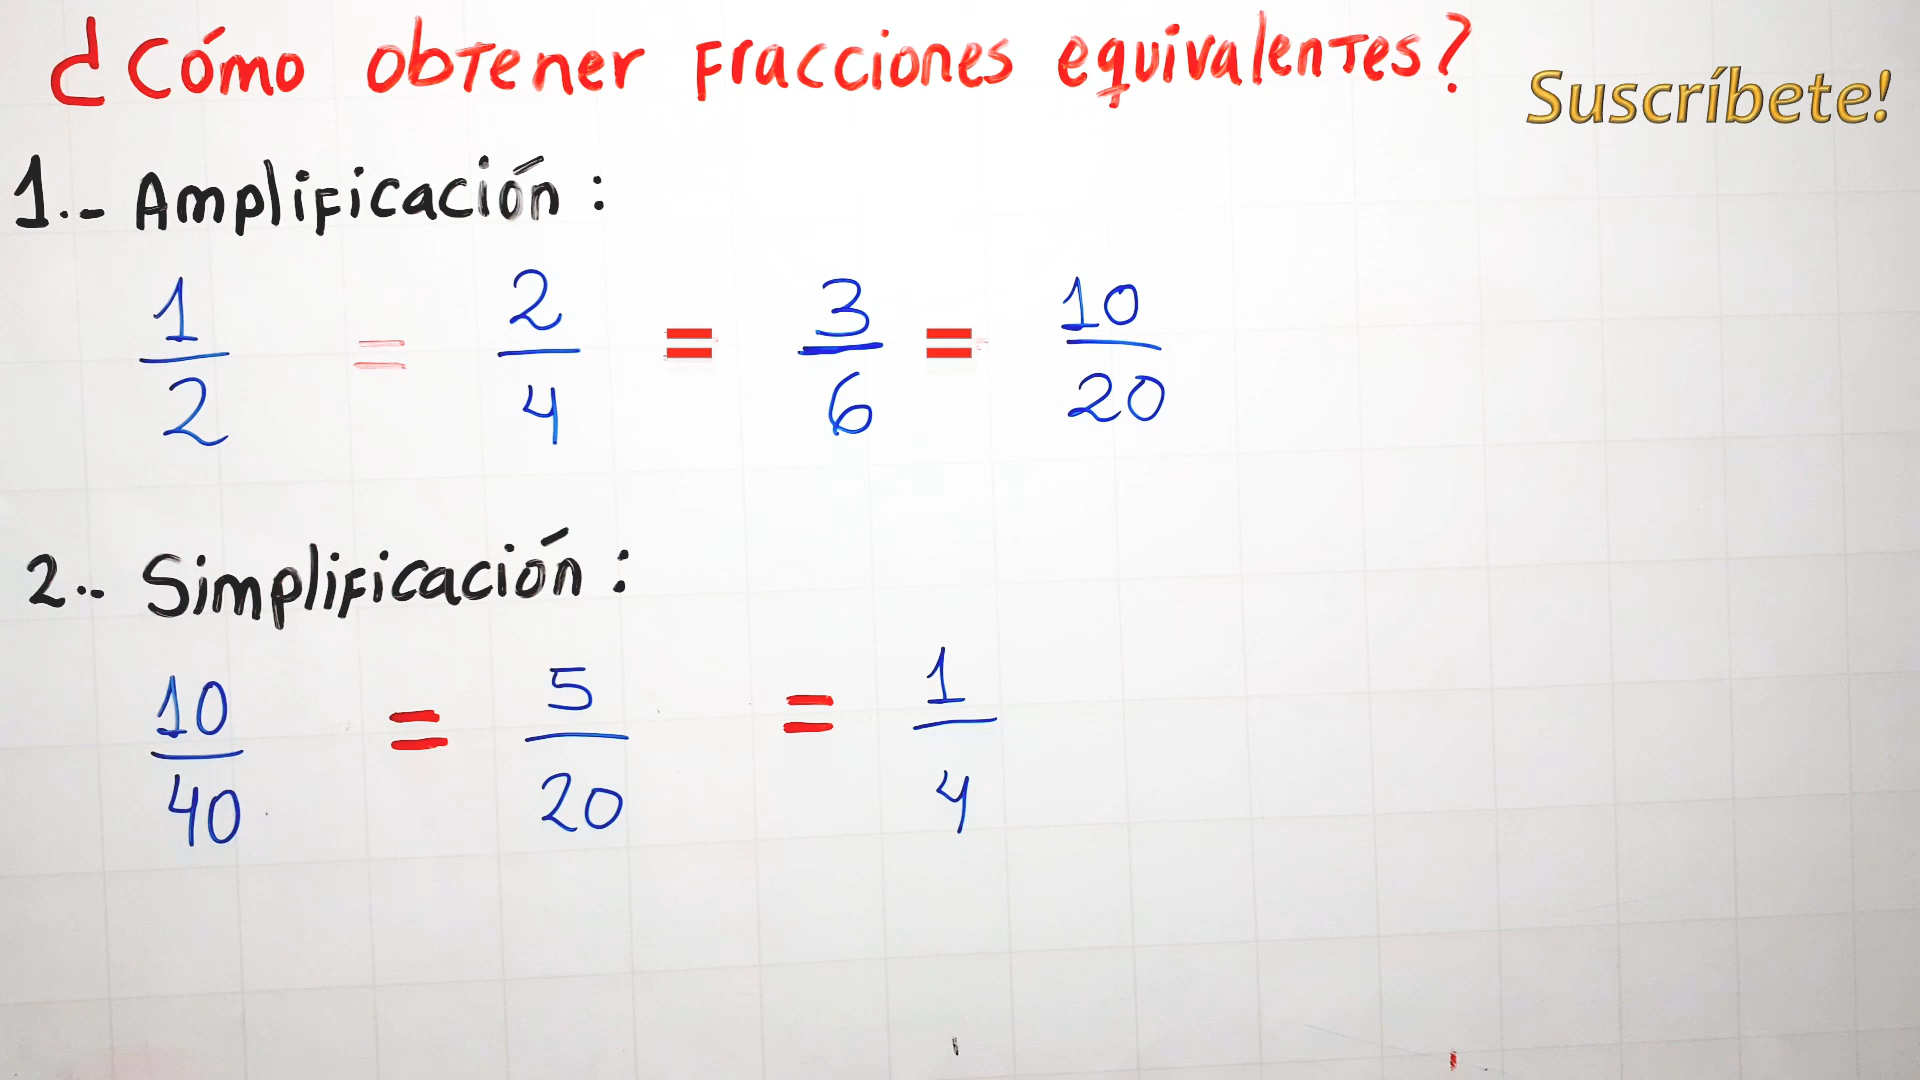 ¿Cómo obtener fracciones equivalentes?
Suscríbete!
1.- Amplificación:
1/2 = 2/4 = 3/6 = 10/20
2.- Simplificación:
10/40 = 5/20 = 1/4